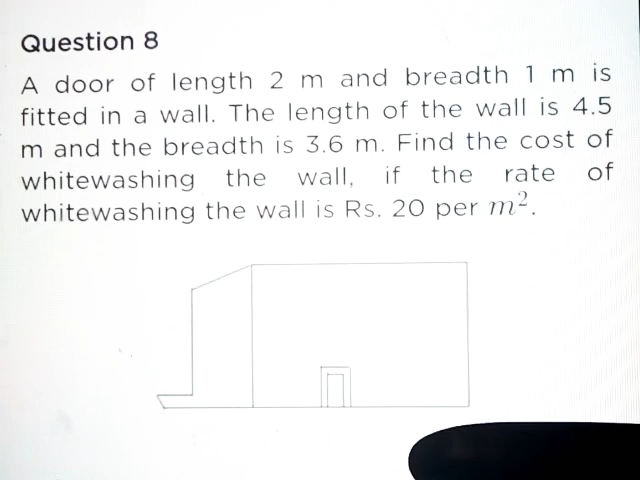 Question 8
A door of length 2 m and breadth 1 m is
fitted in a wall. The length of the wall is 4.5
m and the breadth is 3.6 m. Find the cost of
whitewashing the wall, if the rate of
whitewashing the wall is Rs. 20 per m².